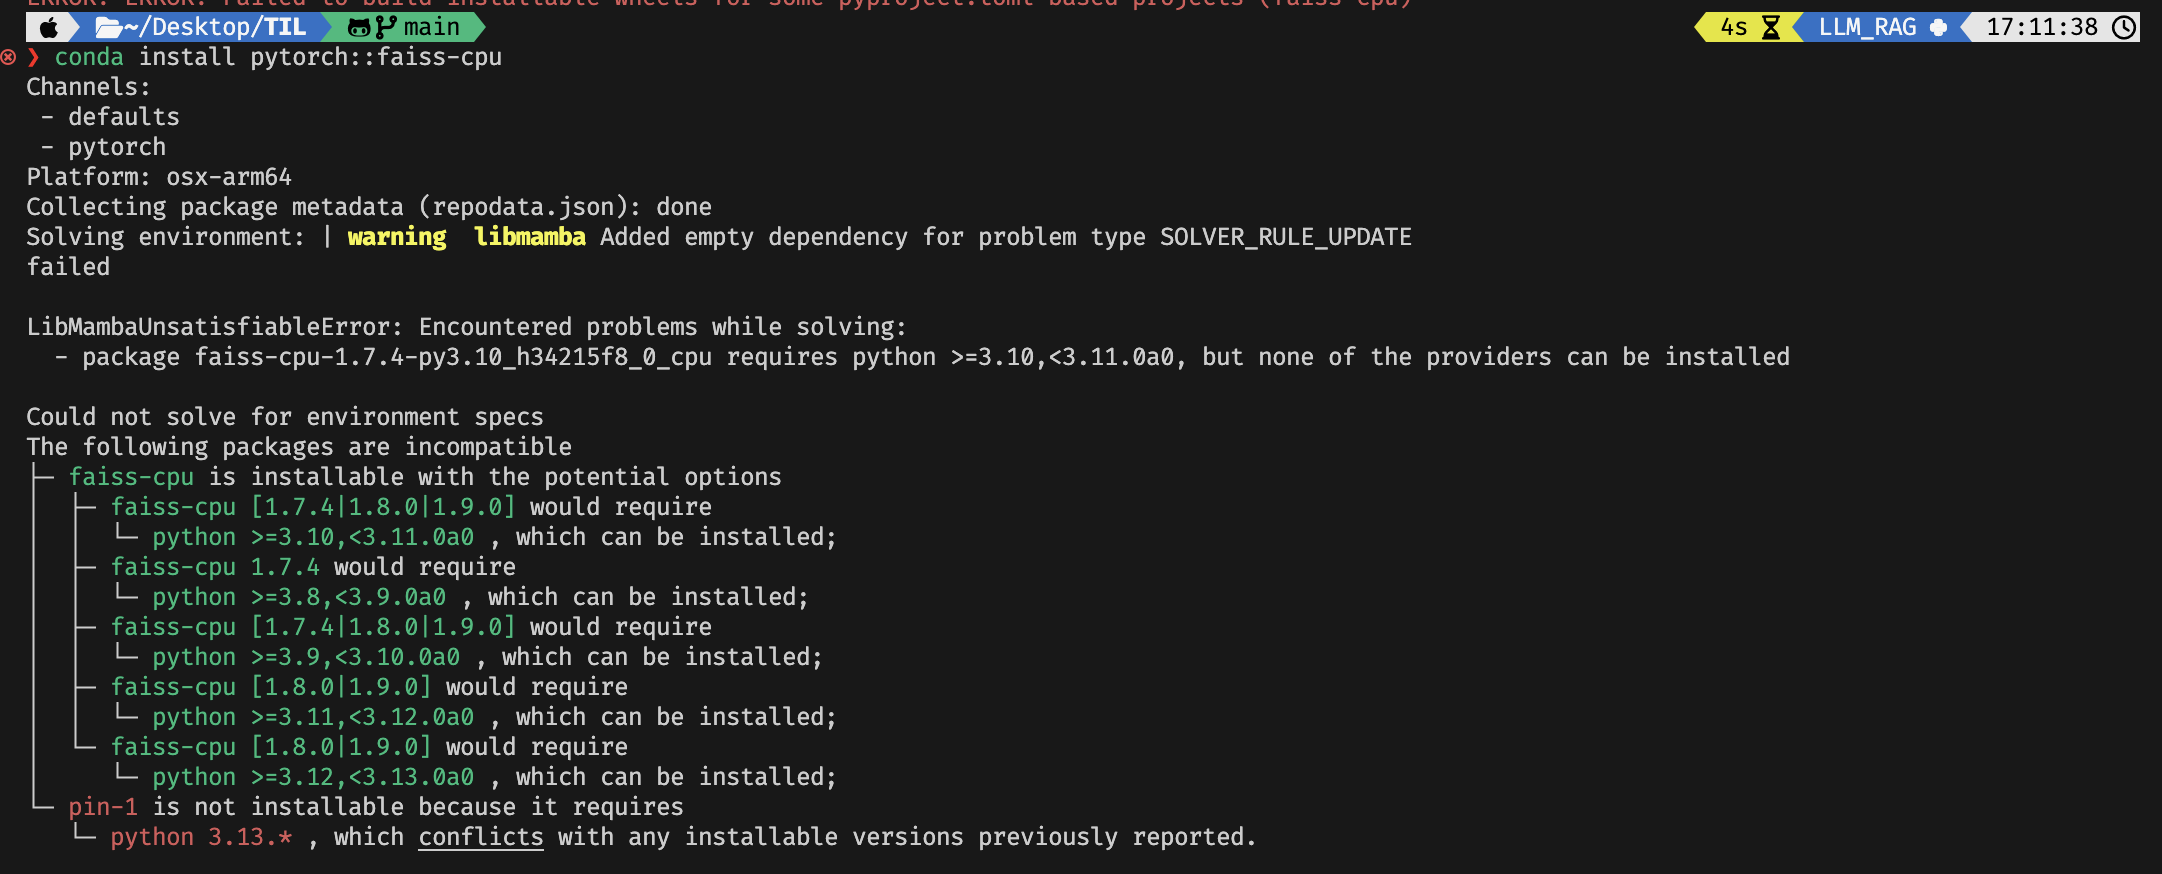 ERROR: ERROR: Failed to build installable wheels for some pyproject.toml based projects (faiss-cpu)
~/Desktop/TIL main 4s LLM_RAG 17:11:38
❯ conda install pytorch::faiss-cpu
Channels:
 - defaults
 - pytorch
Platform: osx-arm64
Collecting package metadata (repodata.json): done
Solving environment: | warning  libmamba Added empty dependency for problem type SOLVER_RULE_UPDATE
failed

LibMambaUnsatisfiableError: Encountered problems while solving:
  - package faiss-cpu-1.7.4-py3.10_h34215f8_0_cpu requires python >=3.10,<3.11.0a0, but none of the providers can be installed

Could not solve for environment specs
The following packages are incompatible
├─ faiss-cpu is installable with the potential options
│  ├─ faiss-cpu [1.7.4|1.8.0|1.9.0] would require
│  │  └─ python >=3.10,<3.11.0a0 , which can be installed;
│  ├─ faiss-cpu 1.7.4 would require
│  │  └─ python >=3.8,<3.9.0a0 , which can be installed;
│  ├─ faiss-cpu [1.7.4|1.8.0|1.9.0] would require
│  │  └─ python >=3.9,<3.10.0a0 , which can be installed;
│  ├─ faiss-cpu [1.8.0|1.9.0] would require
│  │  └─ python >=3.11,<3.12.0a0 , which can be installed;
│  └─ faiss-cpu [1.8.0|1.9.0] would require
│     └─ python >=3.12,<3.13.0a0 , which can be installed;
└─ pin-1 is not installable because it requires
   └─ python 3.13.* , which conflicts with any installable versions previously reported.